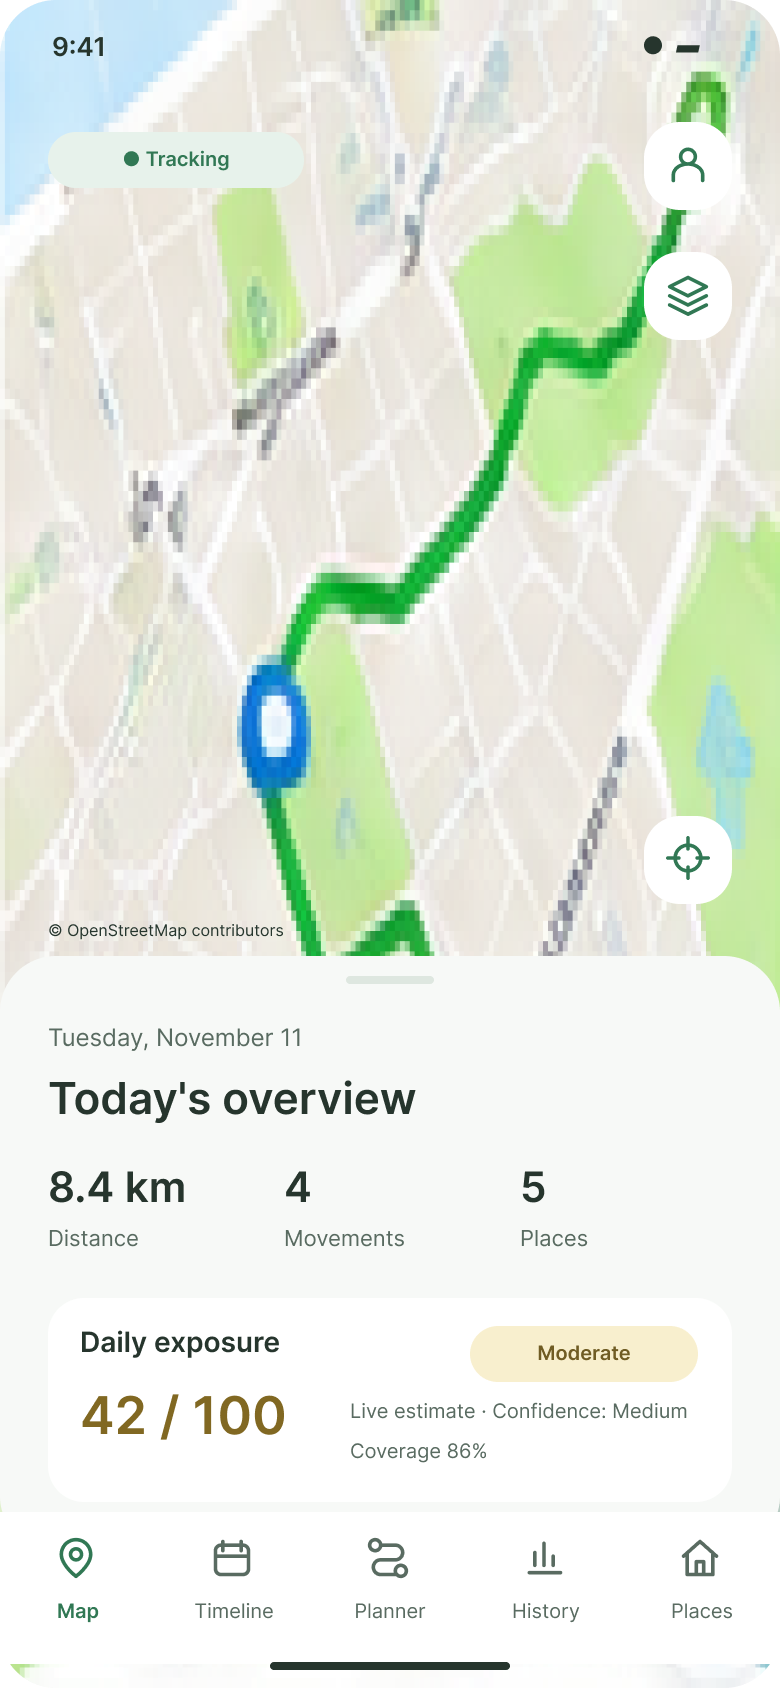 9:41
Tracking
© OpenStreetMap contributors
Tuesday, November 11
Today's overview
8.4 km
4
5
Distance
Movements
Places
Daily exposure
Moderate
42 / 100
Live estimate · Confidence: Medium
Coverage 86%
Map
Timeline
Planner
History
Places